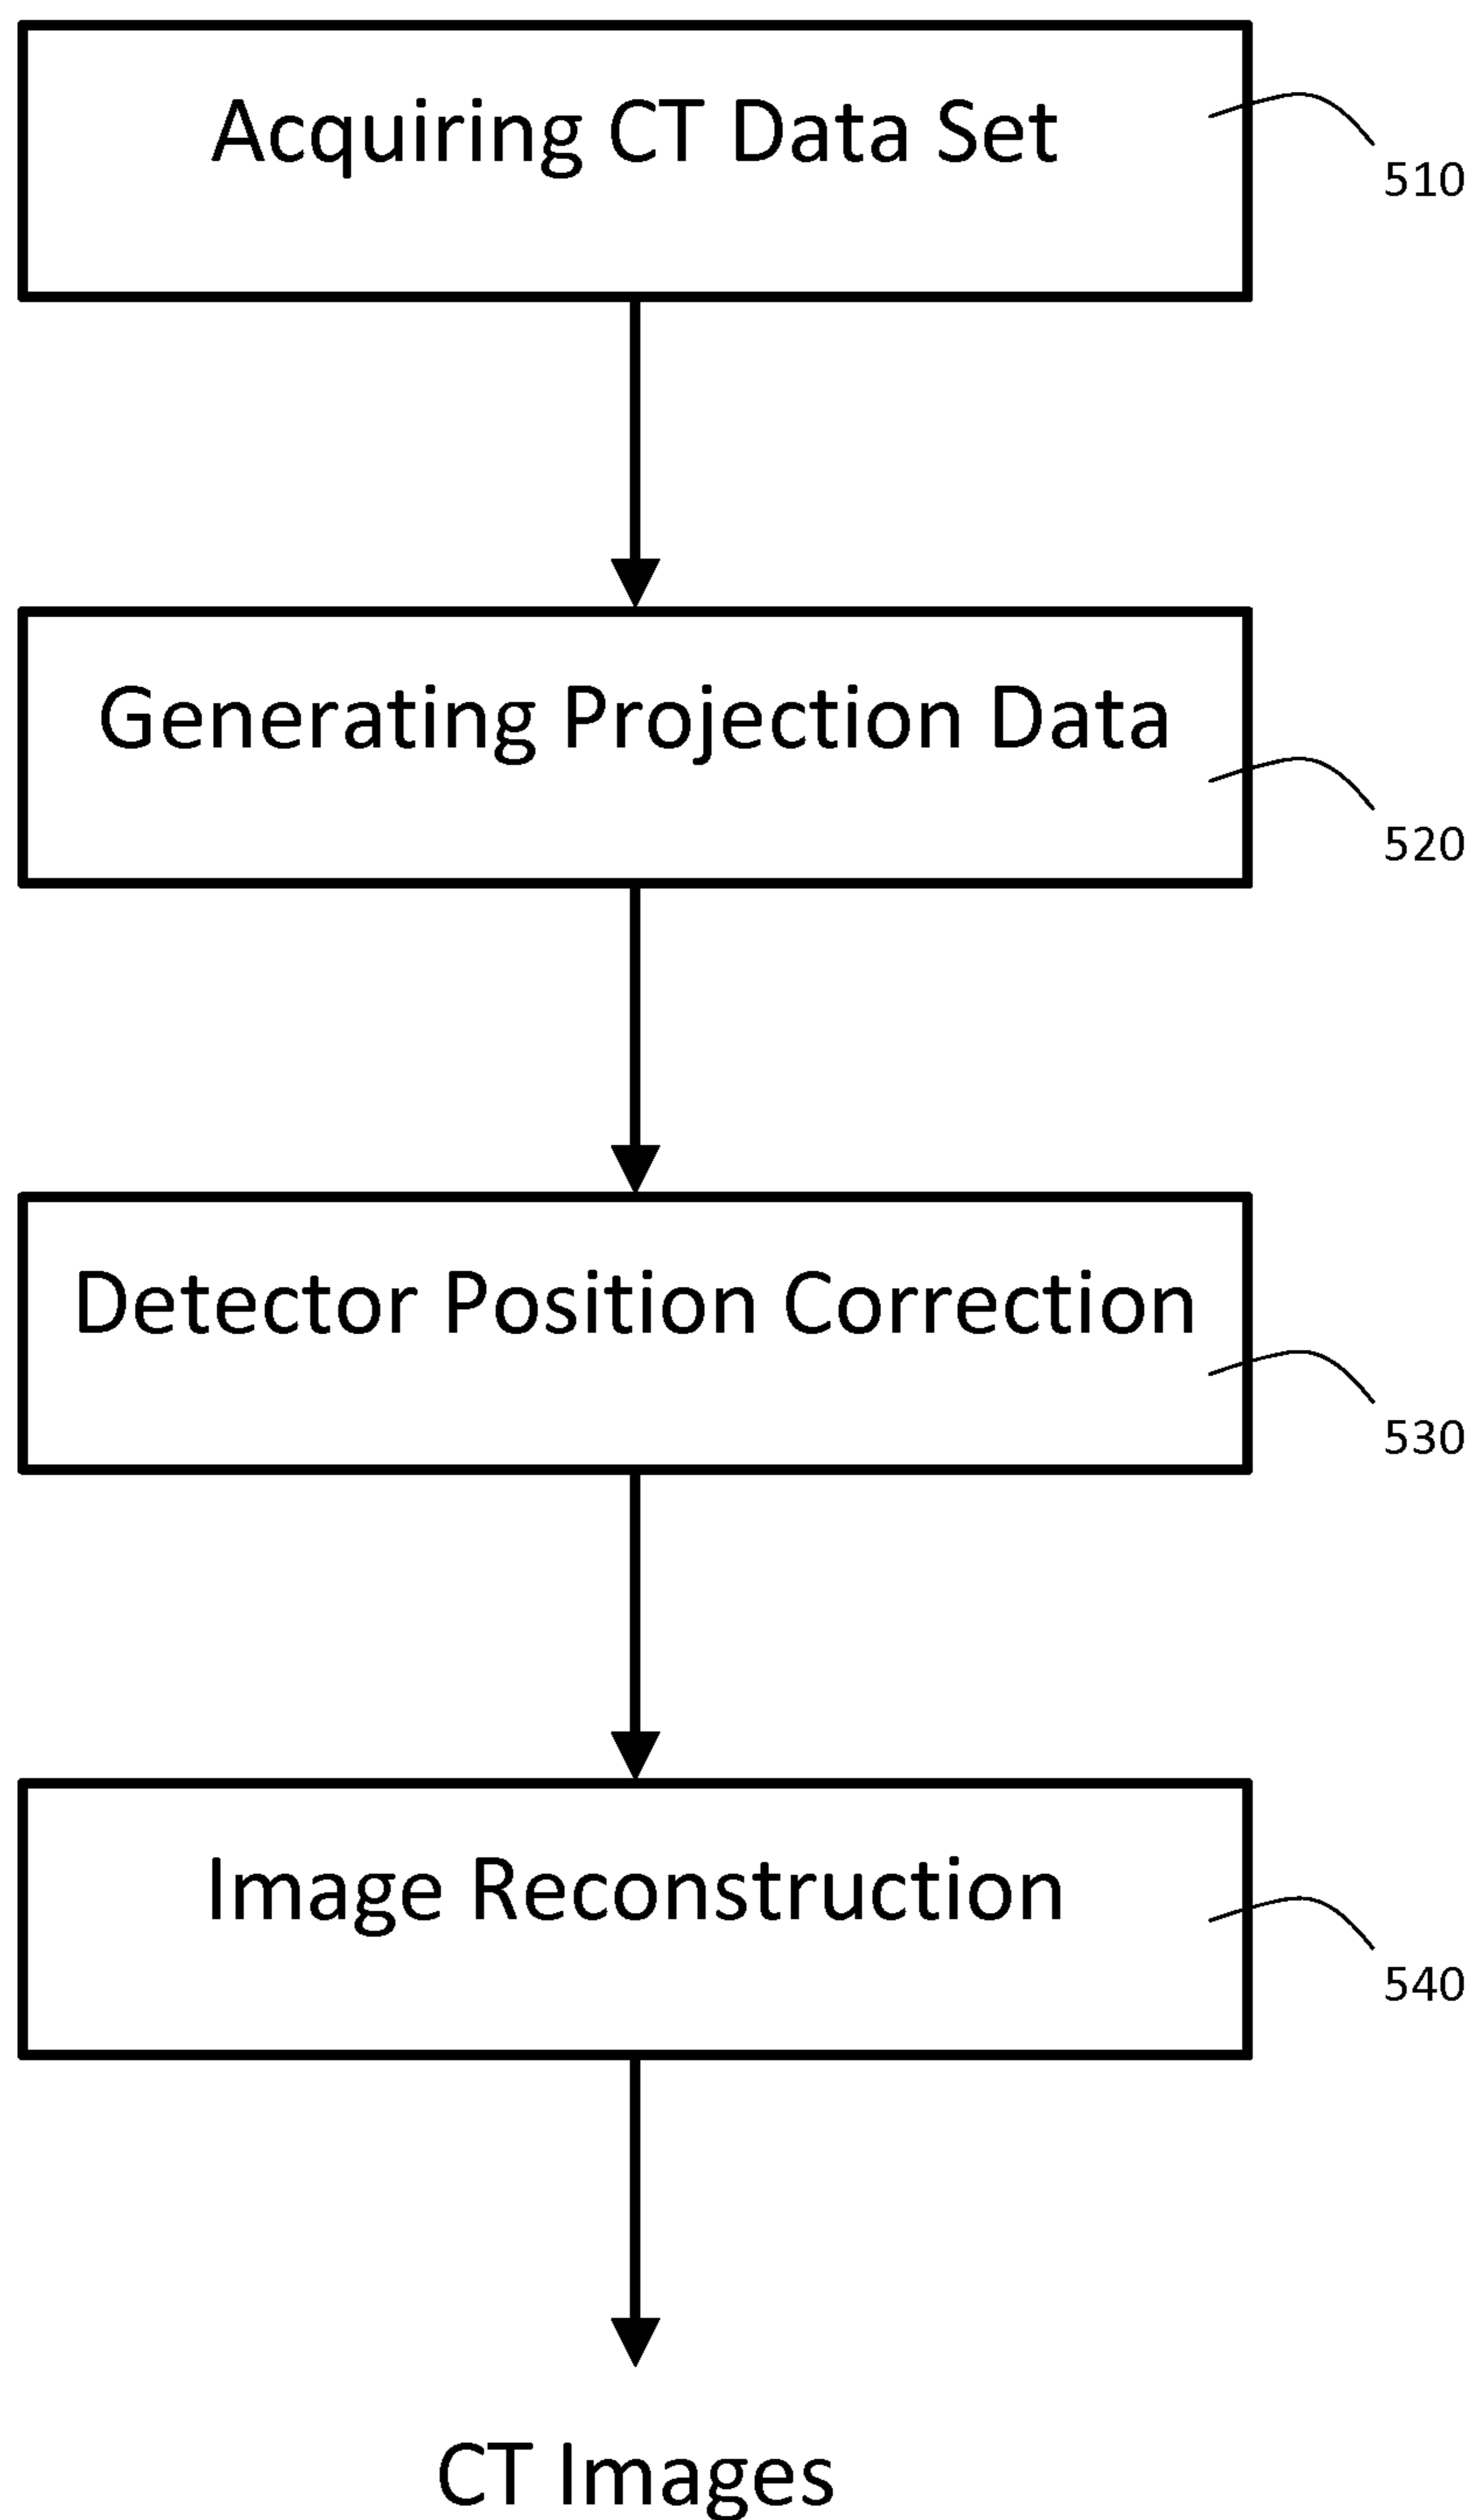 Acquiring CT Data Set
510
Generating Projection Data
520
Detector Position Correction
530
Image Reconstruction
540
CT Images